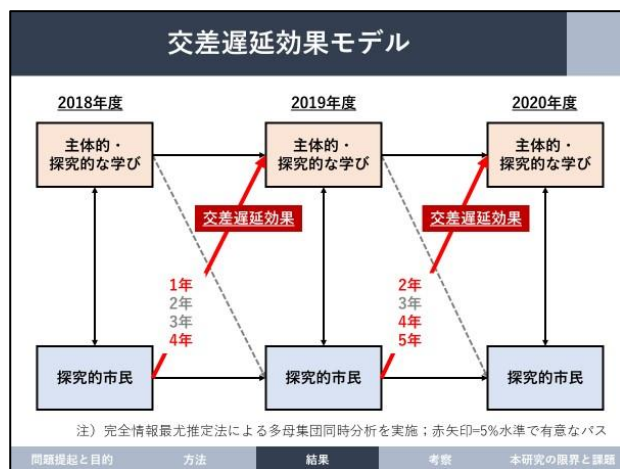 交差遅延効果モデル
2018年度
2019年度
2020年度
主体的・
探究的な学び
主体的・
探究的な学び
主体的・
探究的な学び
交差遅延効果
交差遅延効果
1年
2年
3年
4年
2年
3年
4年
5年
探究的市民
探究的市民
探究的市民
注）完全情報最尤推定法による多母集団同時分析を実施；赤矢印=5%水準で有意なパス
問題提起と目的
方法
結果
考察
本研究の限界と課題